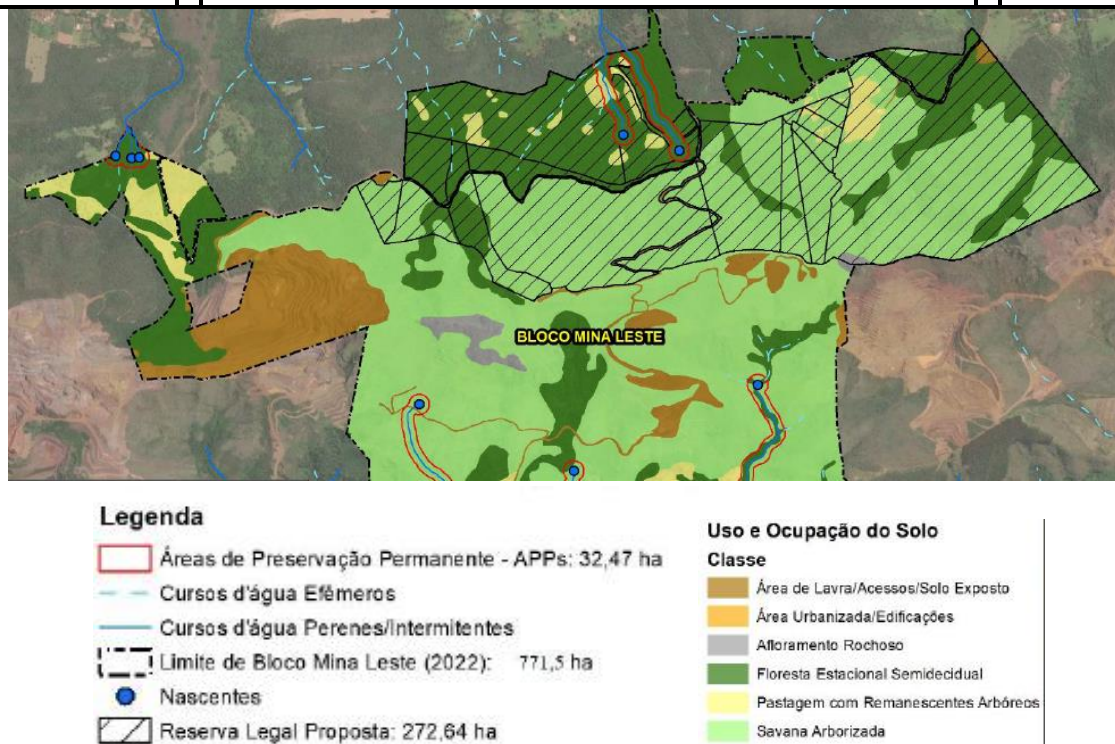 BLOCO MINA LESTE
Legenda
Áreas de Preservação Permanente - APPs: 32,47 ha
Cursos d'água Efêmeros
Cursos d'água Perenes/Intermitentes
Limite de Bloco Mina Leste (2022): 771,5 ha
Nascentes
Reserva Legal Proposta: 272,64 ha
Uso e Ocupação do Solo
Classe
Área de Lavra/Acessos/Solo Exposto
Área Urbanizada/Edificações
Afloramento Rochoso
Floresta Estacional Semidecidual
Pastagem com Remanescentes Arbóreos
Savana Arborizada